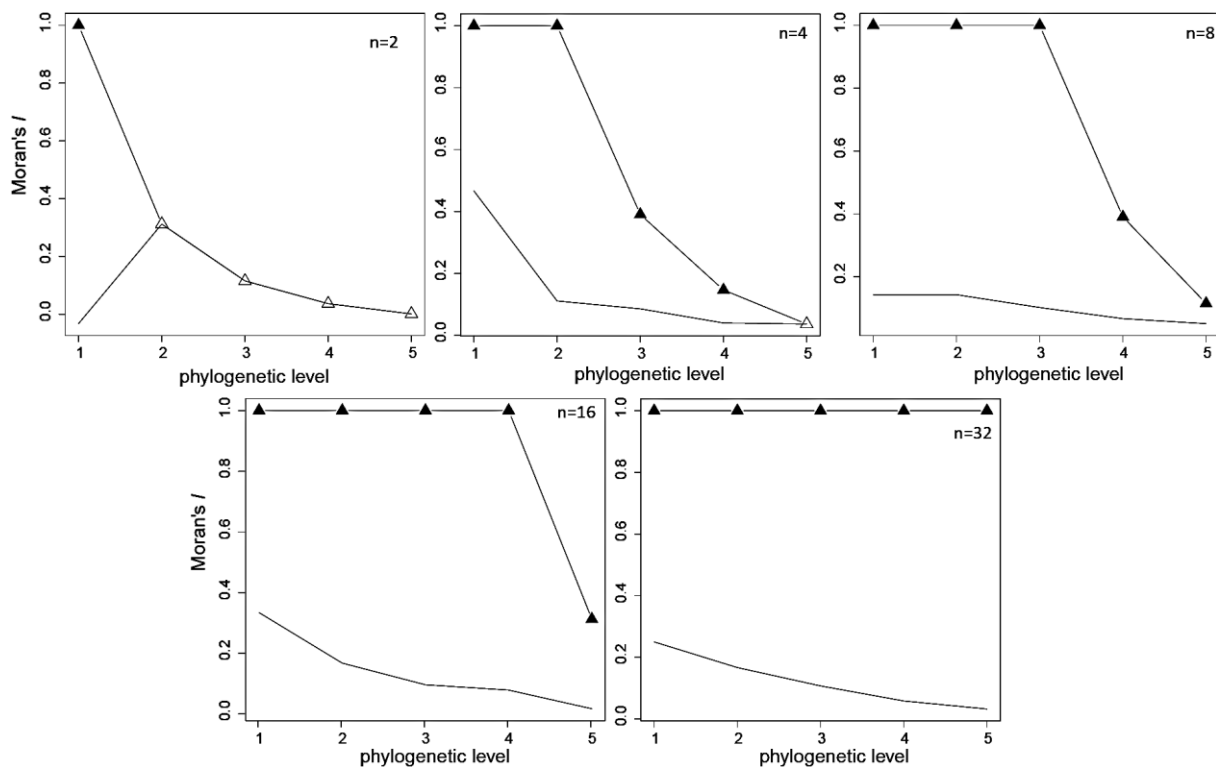 n=2
Moran's I
0.0 0.2 0.4 0.6 0.8 1.0
1 2 3 4 5
phylogenetic level
n=4
0.0 0.2 0.4 0.6 0.8 1.0
1 2 3 4 5
phylogenetic level
n=8
0.2 0.4 0.6 0.8 1.0
1 2 3 4 5
phylogenetic level
n=16
Moran's I
0.0 0.2 0.4 0.6 0.8 1.0
1 2 3 4 5
phylogenetic level
n=32
0.0 0.2 0.4 0.6 0.8 1.0
1 2 3 4 5
phylogenetic level